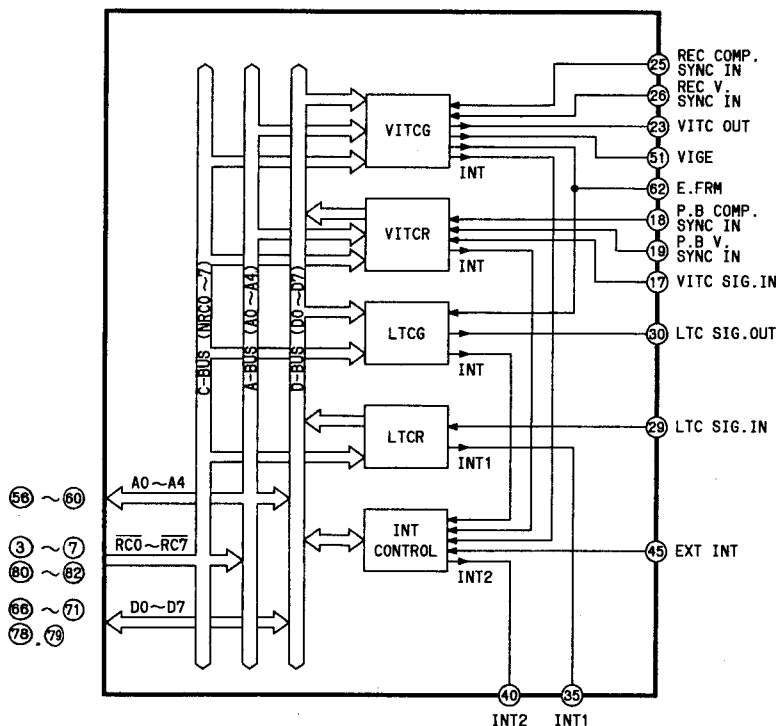 25 REC COMP.
SYNC IN
26 REC V.
SYNC IN
VITCG
23 VITC OUT
51 VIGE
INT
62 E.FRM
VITCR
18 P.B COMP.
SYNC IN
19 P.B V.
SYNC IN
INT
17 VITC SIG.IN
C-BUS (NRC0~7)
A-BUS (A0~A4)
D-BUS (D0~D7)
LTCG
30 LTC SIG.OUT
INT
LTCR
29 LTC SIG.IN
INT1
56 ~ 60 A0~A4
INT
CONTROL
3 ~ 7 RC0~RC7
80 ~ 82
45 EXT INT
INT2
66 ~ 71 D0~D7
78 . 79
40 35
INT2 INT1